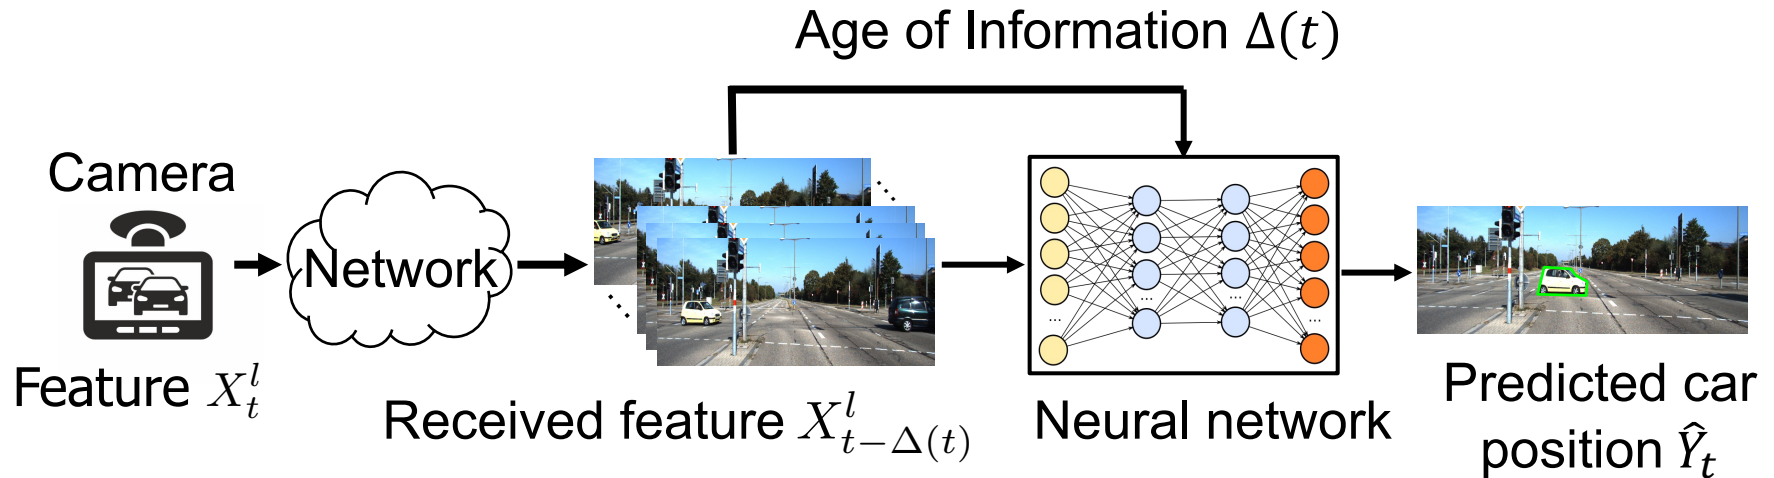 Age of Information Δ(t)
Camera
Network
Feature X_t^l
Received feature X_{t−Δ(t)}^l
Neural network
Predicted car
position Ŷ_t
...
...
...
...